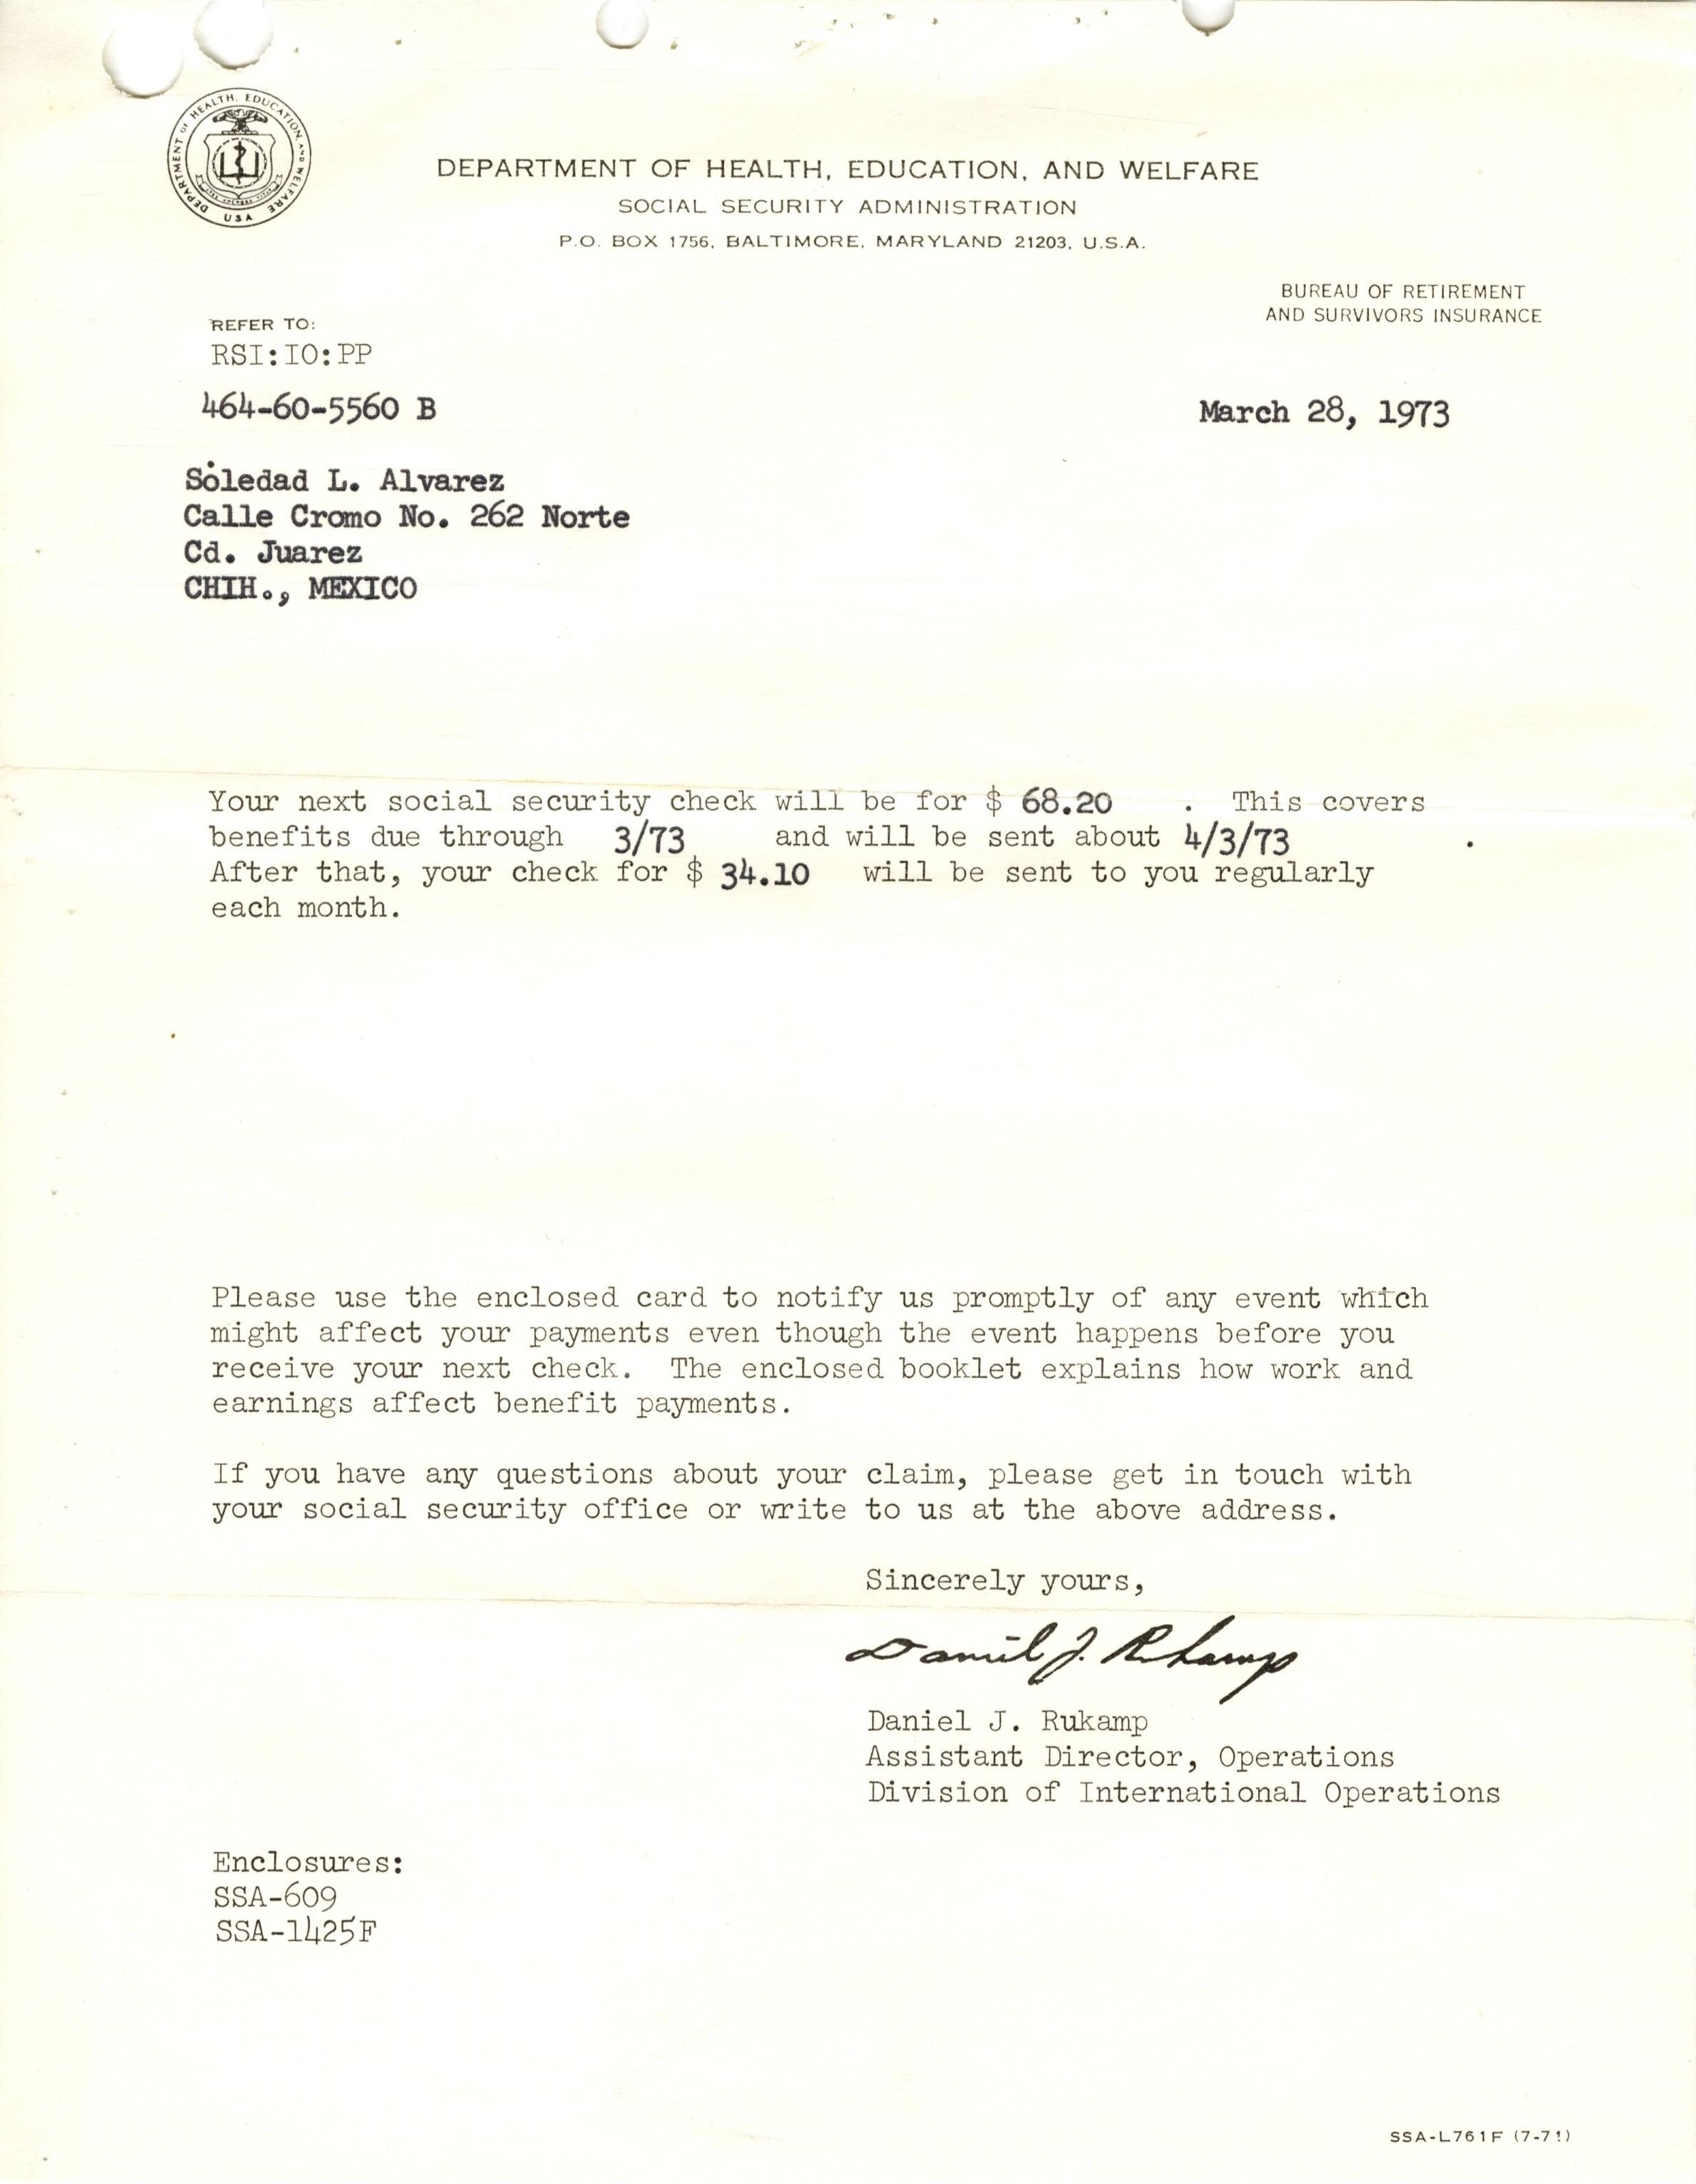 DEPARTMENT OF HEALTH, EDUCATION, AND WELFARE
USA
DEPARTMENT OF HEALTH, EDUCATION, AND WELFARE
SOCIAL SECURITY ADMINISTRATION
P.O. BOX 1756, BALTIMORE, MARYLAND 21203, U.S.A.
BUREAU OF RETIREMENT
AND SURVIVORS INSURANCE
REFER TO:
RSI:IO:PP
464-60-5560 B
March 28, 1973
Soledad L. Alvarez
Calle Cromo No. 262 Norte
Cd. Juarez
CHIH., MEXICO
Your next social security check will be for $ 68.20 . This covers
benefits due through 3/73 and will be sent about 4/3/73 .
After that, your check for $ 34.10 will be sent to you regularly
each month.
Please use the enclosed card to notify us promptly of any event which
might affect your payments even though the event happens before you
receive your next check. The enclosed booklet explains how work and
earnings affect benefit payments.
If you have any questions about your claim, please get in touch with
your social security office or write to us at the above address.
Sincerely yours,
Daniel J. Rukamp
Daniel J. Rukamp
Assistant Director, Operations
Division of International Operations
Enclosures:
SSA-609
SSA-1425F
SSA-L761F (7-71)